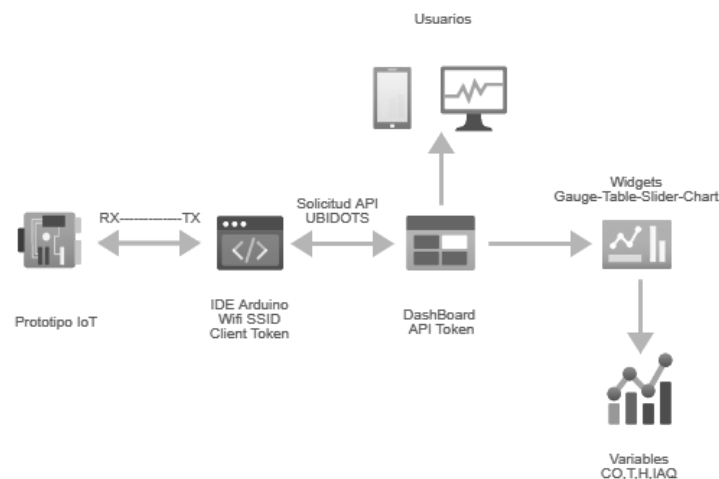 Usuarios
Widgets
Gauge-Table-Slider-Chart
RX--------------TX
Solicitud API
UBIDOTS
Prototipo IoT
IDE Arduino
Wifi SSID
Client Token
DashBoard
API Token
Variables
CO,T,H,IAQ